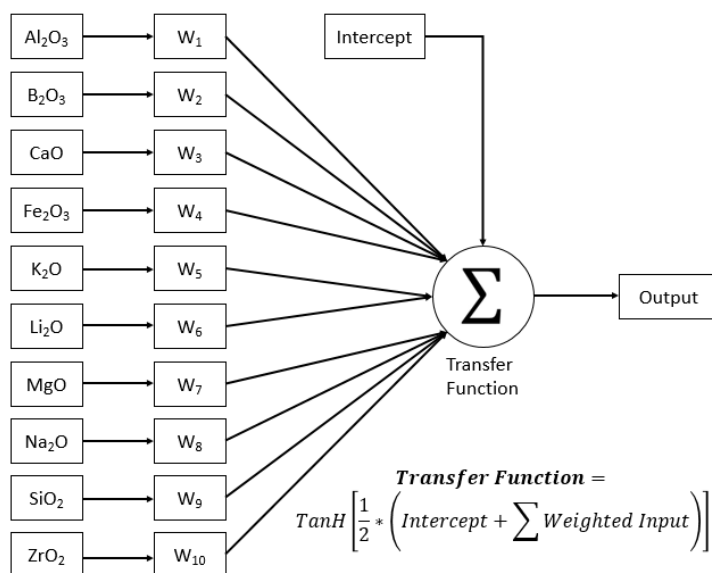 Al₂O₃ W₁ Intercept
B₂O₃ W₂
CaO W₃
Fe₂O₃ W₄
K₂O W₅
Li₂O W₆
MgO W₇
Na₂O W₈
SiO₂ W₉
ZrO₂ W₁₀
∑
Transfer
Function
Output
Transfer Function =
TanH [1/2 * (Intercept + ∑ Weighted Input)]